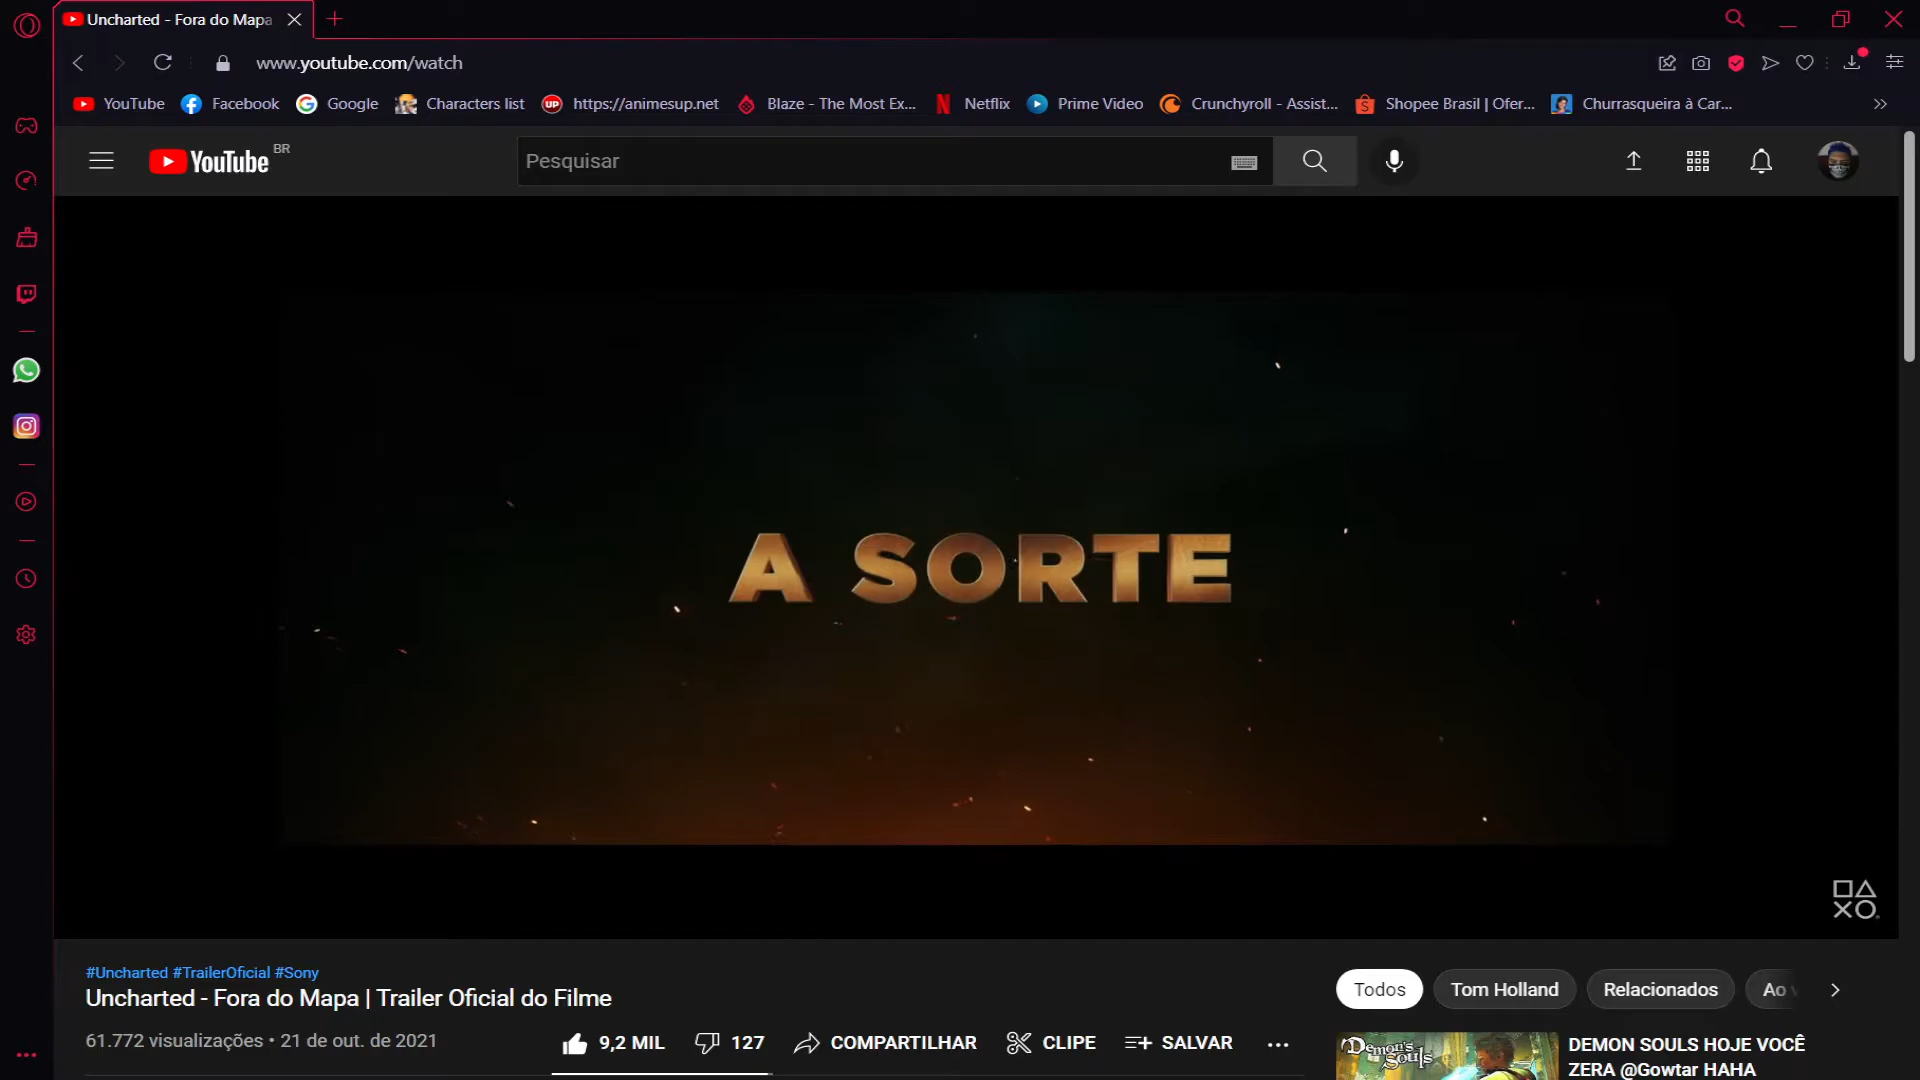 Uncharted - Fora do Mapa
www.youtube.com/watch
YouTube Facebook Google Characters list https://animesup.net Blaze - The Most Ex... Netflix Prime Video Crunchyroll - Assist... Shopee Brasil | Ofer... Churrasqueira à Car...
YouTube BR
Pesquisar
A SORTE
#Uncharted #TrailerOficial #Sony
Uncharted - Fora do Mapa | Trailer Oficial do Filme
61.772 visualizações • 21 de out. de 2021
9,2 MIL 127 COMPARTILHAR CLIPE SALVAR
Todos Tom Holland Relacionados Ao
Demon's Souls
DEMON SOULS HOJE VOCÊ
ZERA @Gowtar HAHA